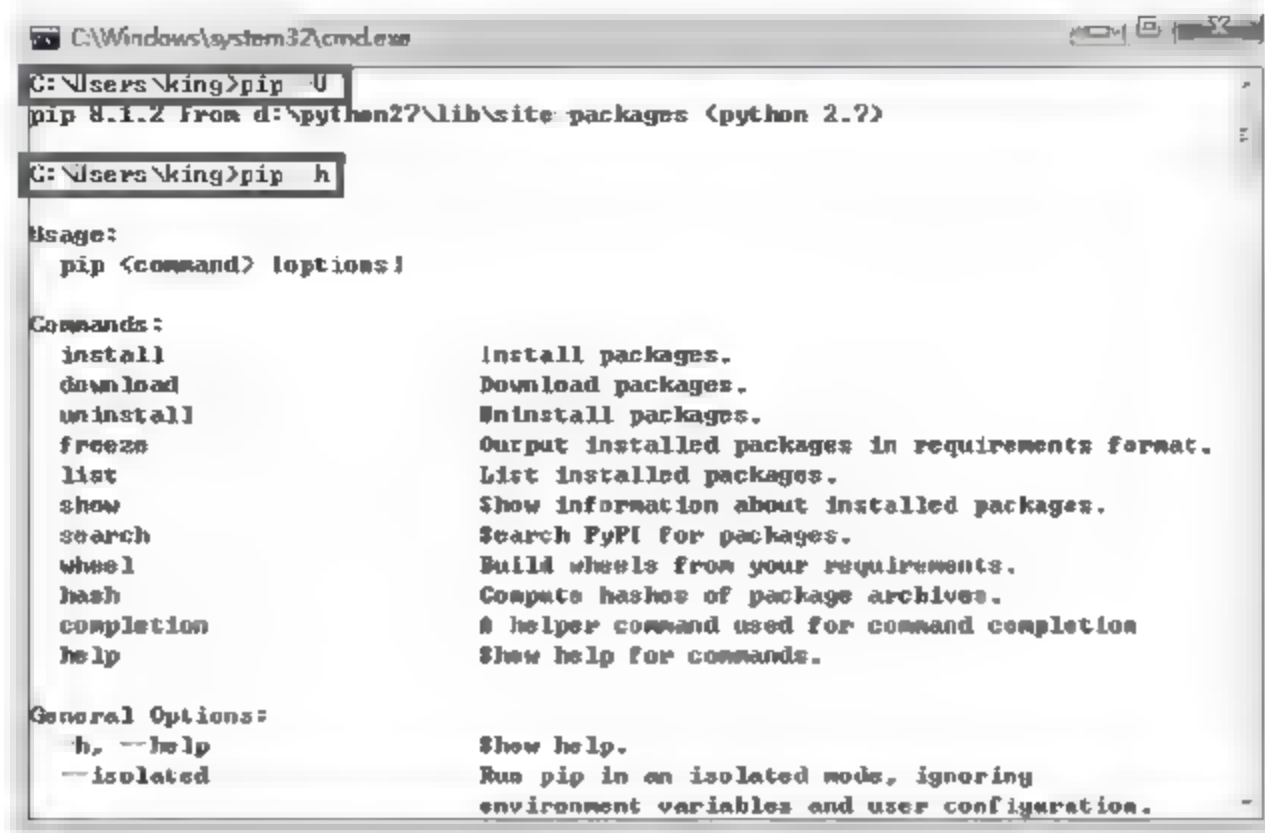 C:\Windows\system32\cmd.exe
C:\Users\king>pip -V
pip 8.1.2 from d:\python27\lib\site-packages (python 2.7)
C:\Users\king>pip -h
Usage:
pip <command> [options]
Commands:
install Install packages.
download Download packages.
uninstall Uninstall packages.
freeze Output installed packages in requirements format.
list List installed packages.
show Show information about installed packages.
search Search PyPI for packages.
wheel Build wheels from your requirements.
hash Compute hashes of package archives.
completion A helper command used for command completion
help Show help for commands.
General Options:
-h, --help Show help.
--isolated Run pip in an isolated mode, ignoring
environment variables and user configuration.